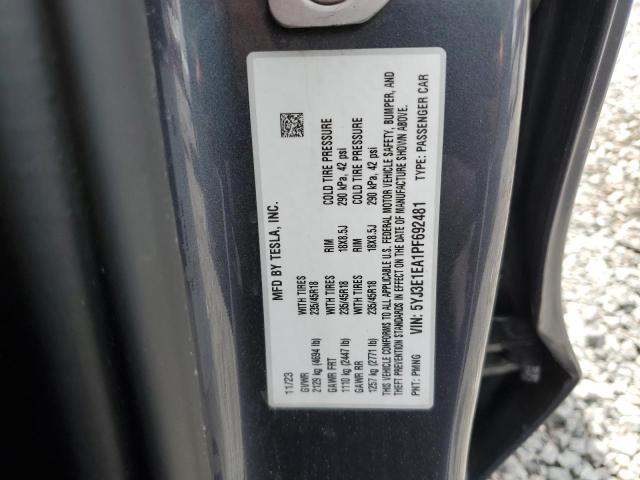 MFD BY TESLA, INC.
11/23
GVWR
2129 kg (4694 lb)
GAWR FRT WITH TIRES RIM COLD TIRE PRESSURE
1110 kg (2447 lb) 235/45R18 18X8.5J 290 kPa, 42 psi
GAWR RR WITH TIRES RIM COLD TIRE PRESSURE
1257 kg (2771 lb) 235/45R18 18X8.5J 290 kPa, 42 psi
THIS VEHICLE CONFORMS TO ALL APPLICABLE U.S. FEDERAL MOTOR VEHICLE SAFETY, BUMPER, AND
THEFT PREVENTION STANDARDS IN EFFECT ON THE DATE OF MANUFACTURE SHOWN ABOVE.
PNT: PMNG VIN: 5YJ3E1EA1PF692481 TYPE: PASSENGER CAR